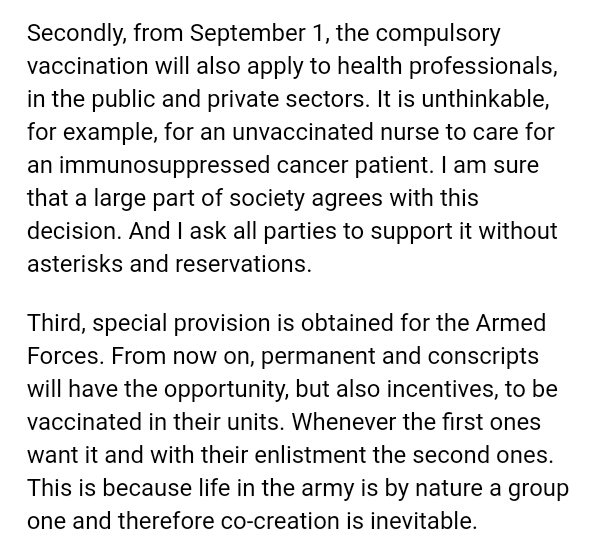 Secondly, from September 1, the compulsory
vaccination will also apply to health professionals,
in the public and private sectors. It is unthinkable,
for example, for an unvaccinated nurse to care for
an immunosuppressed cancer patient. I am sure
that a large part of society agrees with this
decision. And I ask all parties to support it without
asterisks and reservations.
Third, special provision is obtained for the Armed
Forces. From now on, permanent and conscripts
will have the opportunity, but also incentives, to be
vaccinated in their units. Whenever the first ones
want it and with their enlistment the second ones.
This is because life in the army is by nature a group
one and therefore co-creation is inevitable.